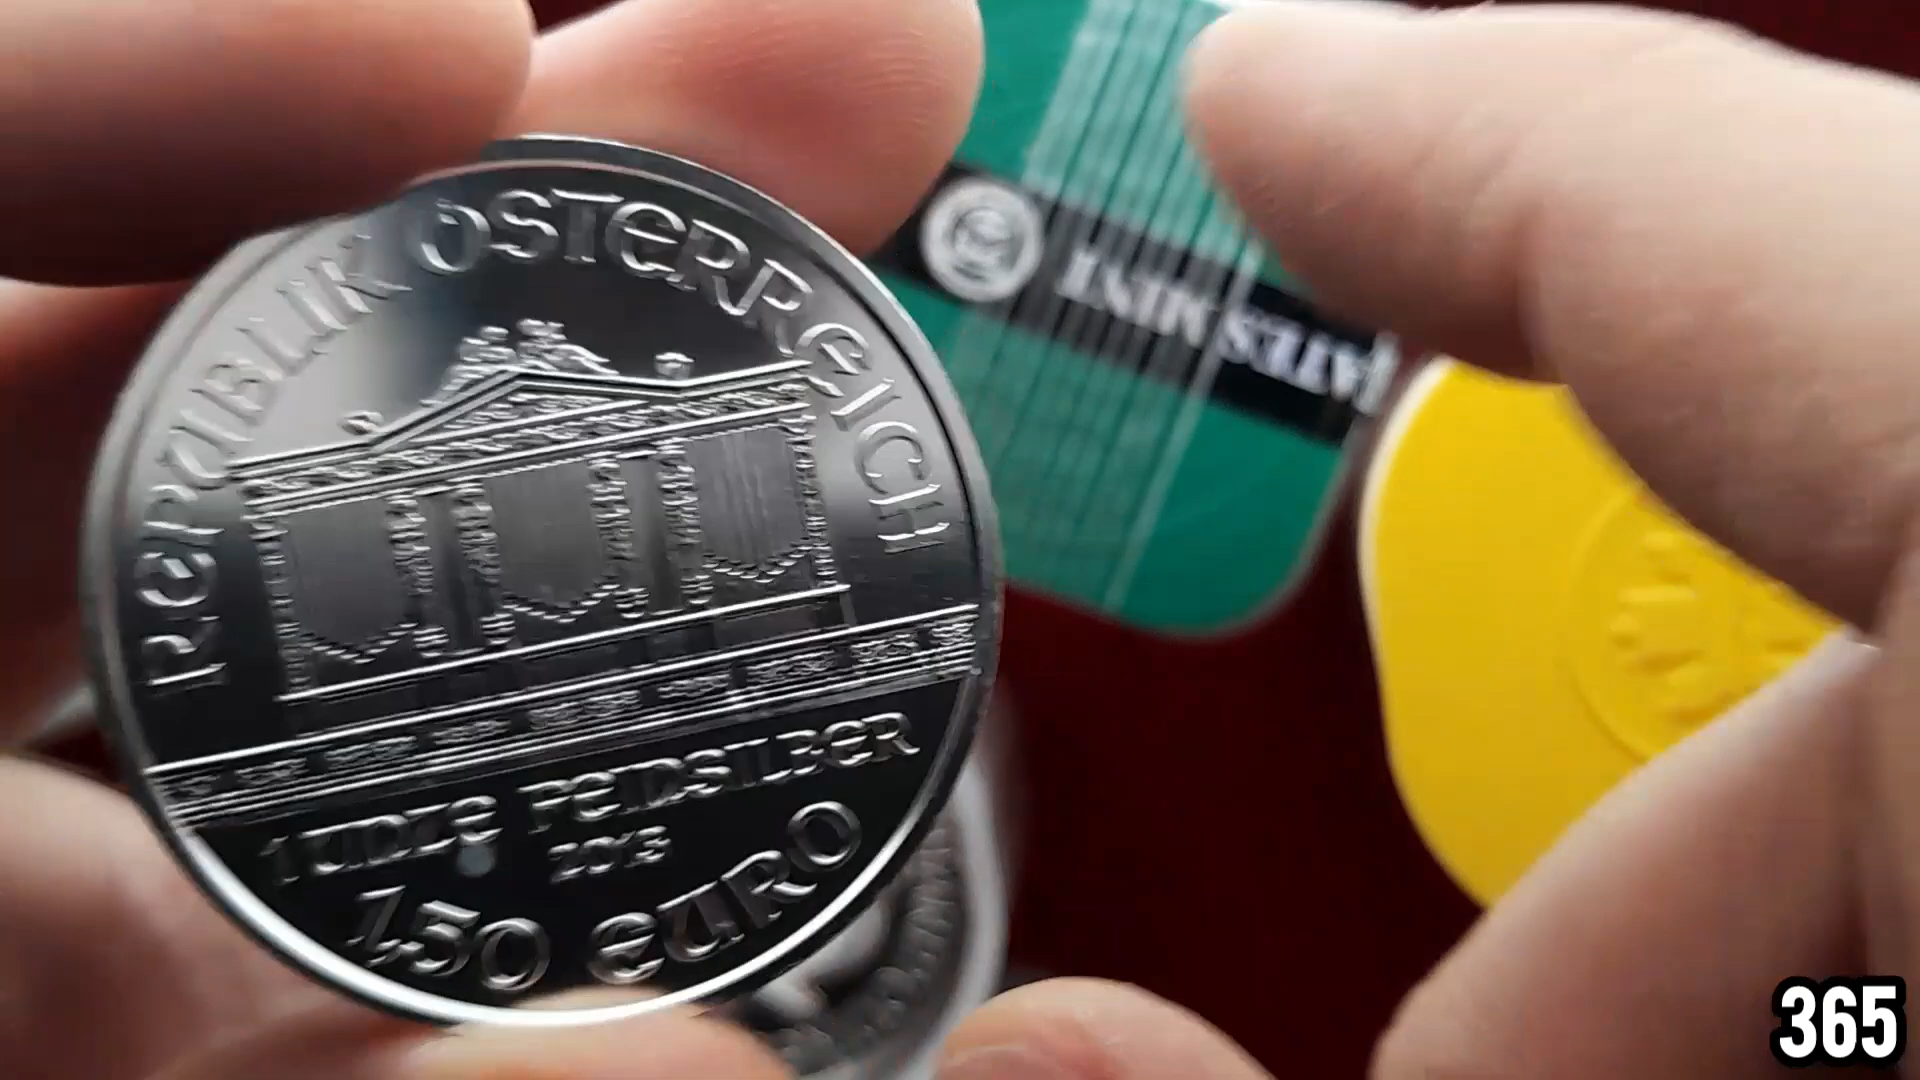 REPUBLIK ÖSTERREICH
1 UNZE FEINSILBER
2013
1,50 EURO
365